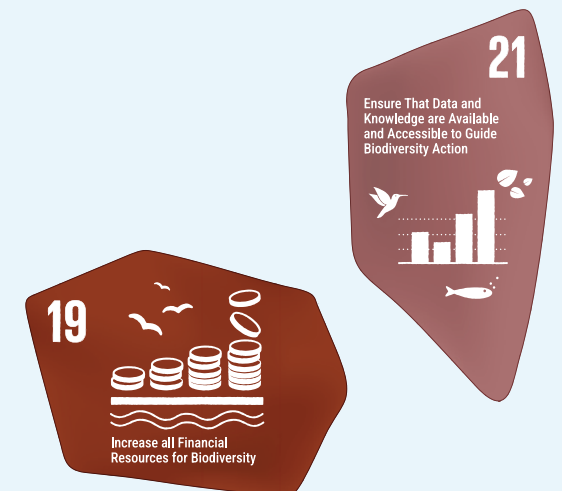 21
Ensure That Data and
Knowledge are Available
and Accessible to Guide
Biodiversity Action
19
Increase all Financial
Resources for Biodiversity